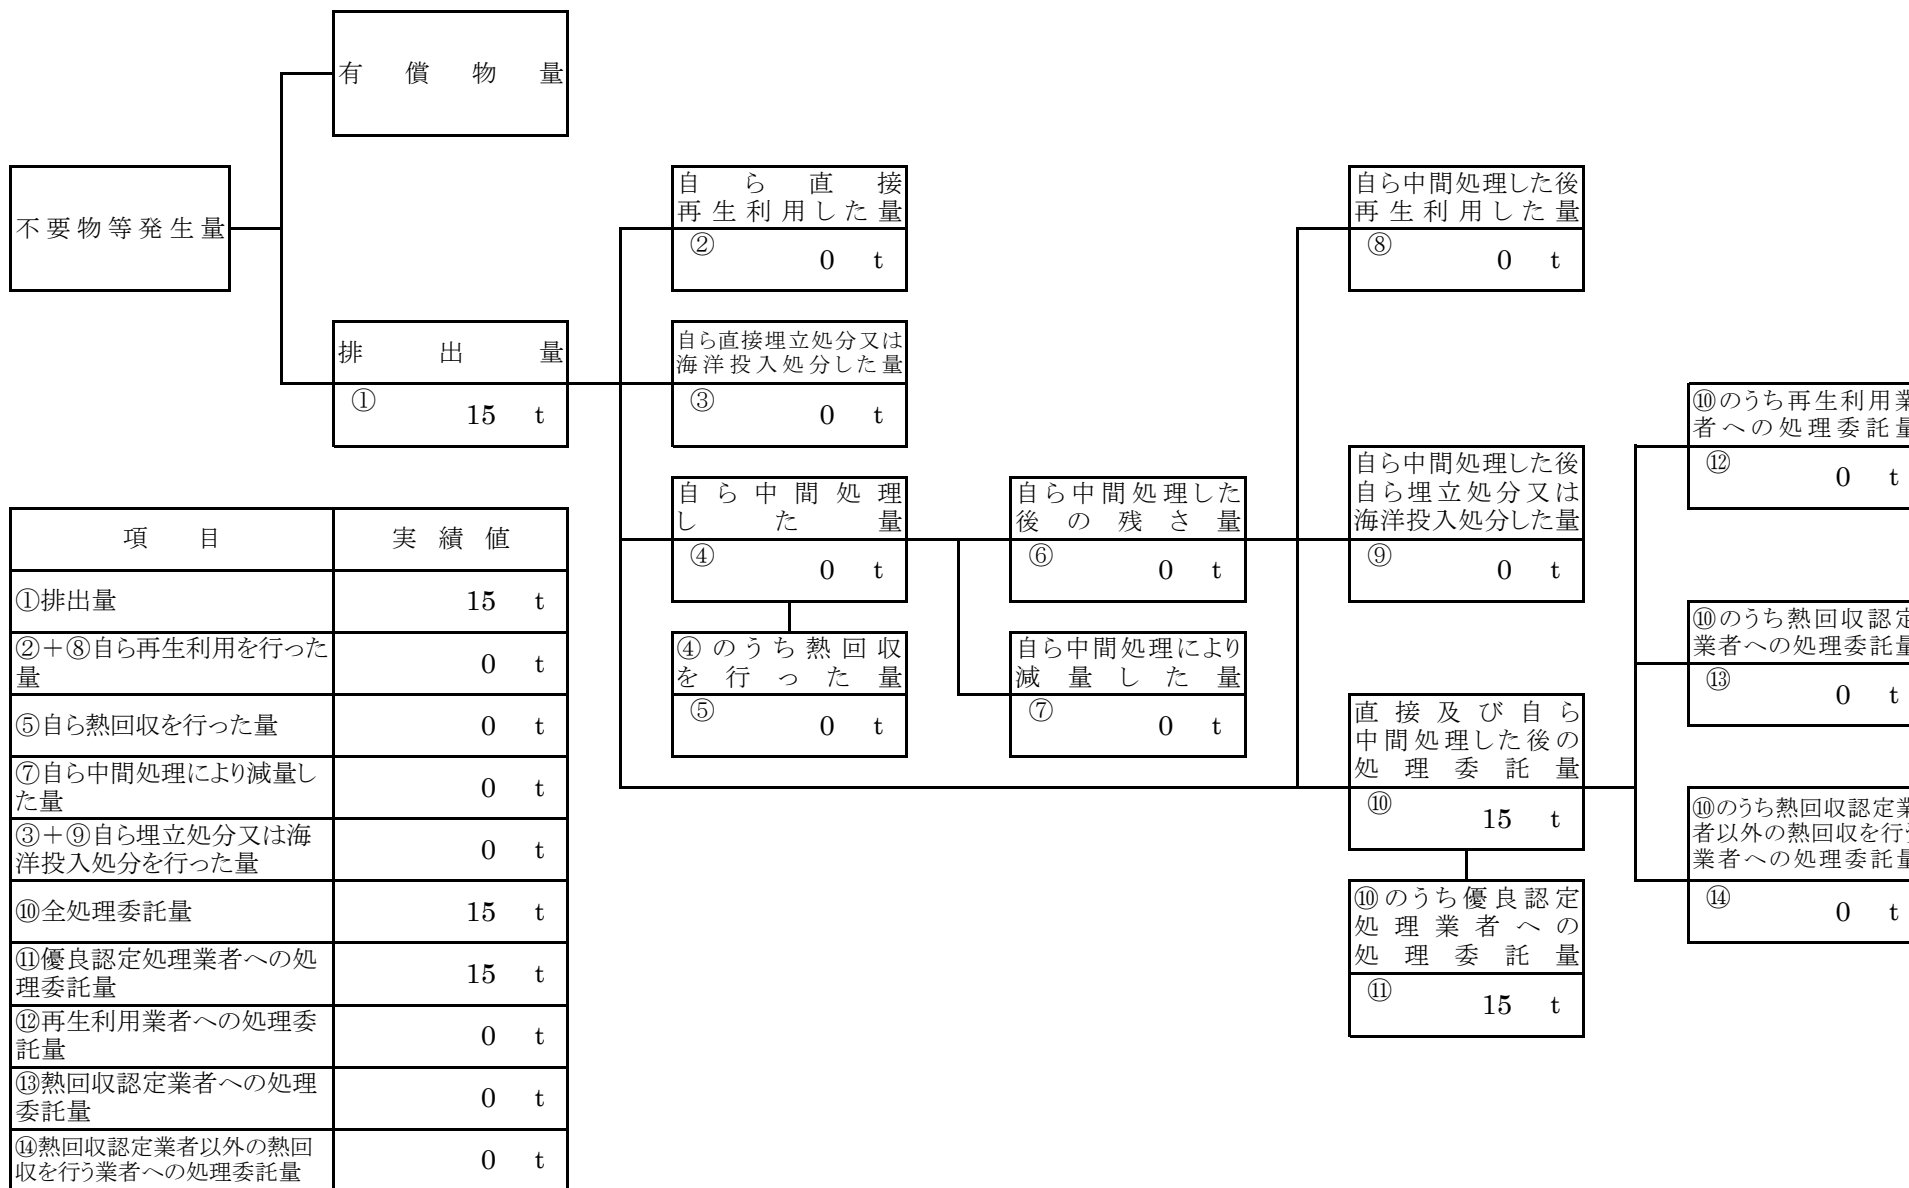 有償物量
不要物等発生量
排出量
① 15 t
自ら直接
再生利用した量
② 0 t
自ら直接埋立処分又は
海洋投入処分した量
③ 0 t
自ら中間処理
した量
④ 0 t
④のうち熱回収
を行った量
⑤ 0 t
自ら中間処理した
後の残さ量
⑥ 0 t
自ら中間処理により
減量した量
⑦ 0 t
自ら中間処理した後
再生利用した量
⑧ 0 t
自ら中間処理した後
自ら埋立処分又は
海洋投入処分した量
⑨ 0 t
直接及び自ら
中間処理した後の
処理委託量
⑩ 15 t
⑩のうち優良認定
処理業者への
処理委託量
⑪ 15 t
⑩のうち再生利用業
者への処理委託量
⑫ 0 t
⑩のうち熱回収認定
業者への処理委託量
⑬ 0 t
⑩のうち熱回収認定業
者以外の熱回収を行う
業者への処理委託量
⑭ 0 t
項目 実績値
①排出量 15 t
②＋⑧自ら再生利用を行った
量 0 t
⑤自ら熱回収を行った量 0 t
⑦自ら中間処理により減量し
た量 0 t
③＋⑨自ら埋立処分又は海
洋投入処分を行った量 0 t
⑩全処理委託量 15 t
⑪優良認定処理業者への処
理委託量 15 t
⑫再生利用業者への処理委
託量 0 t
⑬熱回収認定業者への処理
委託量 0 t
⑭熱回収認定業者以外の熱回
収を行う業者への処理委託量 0 t